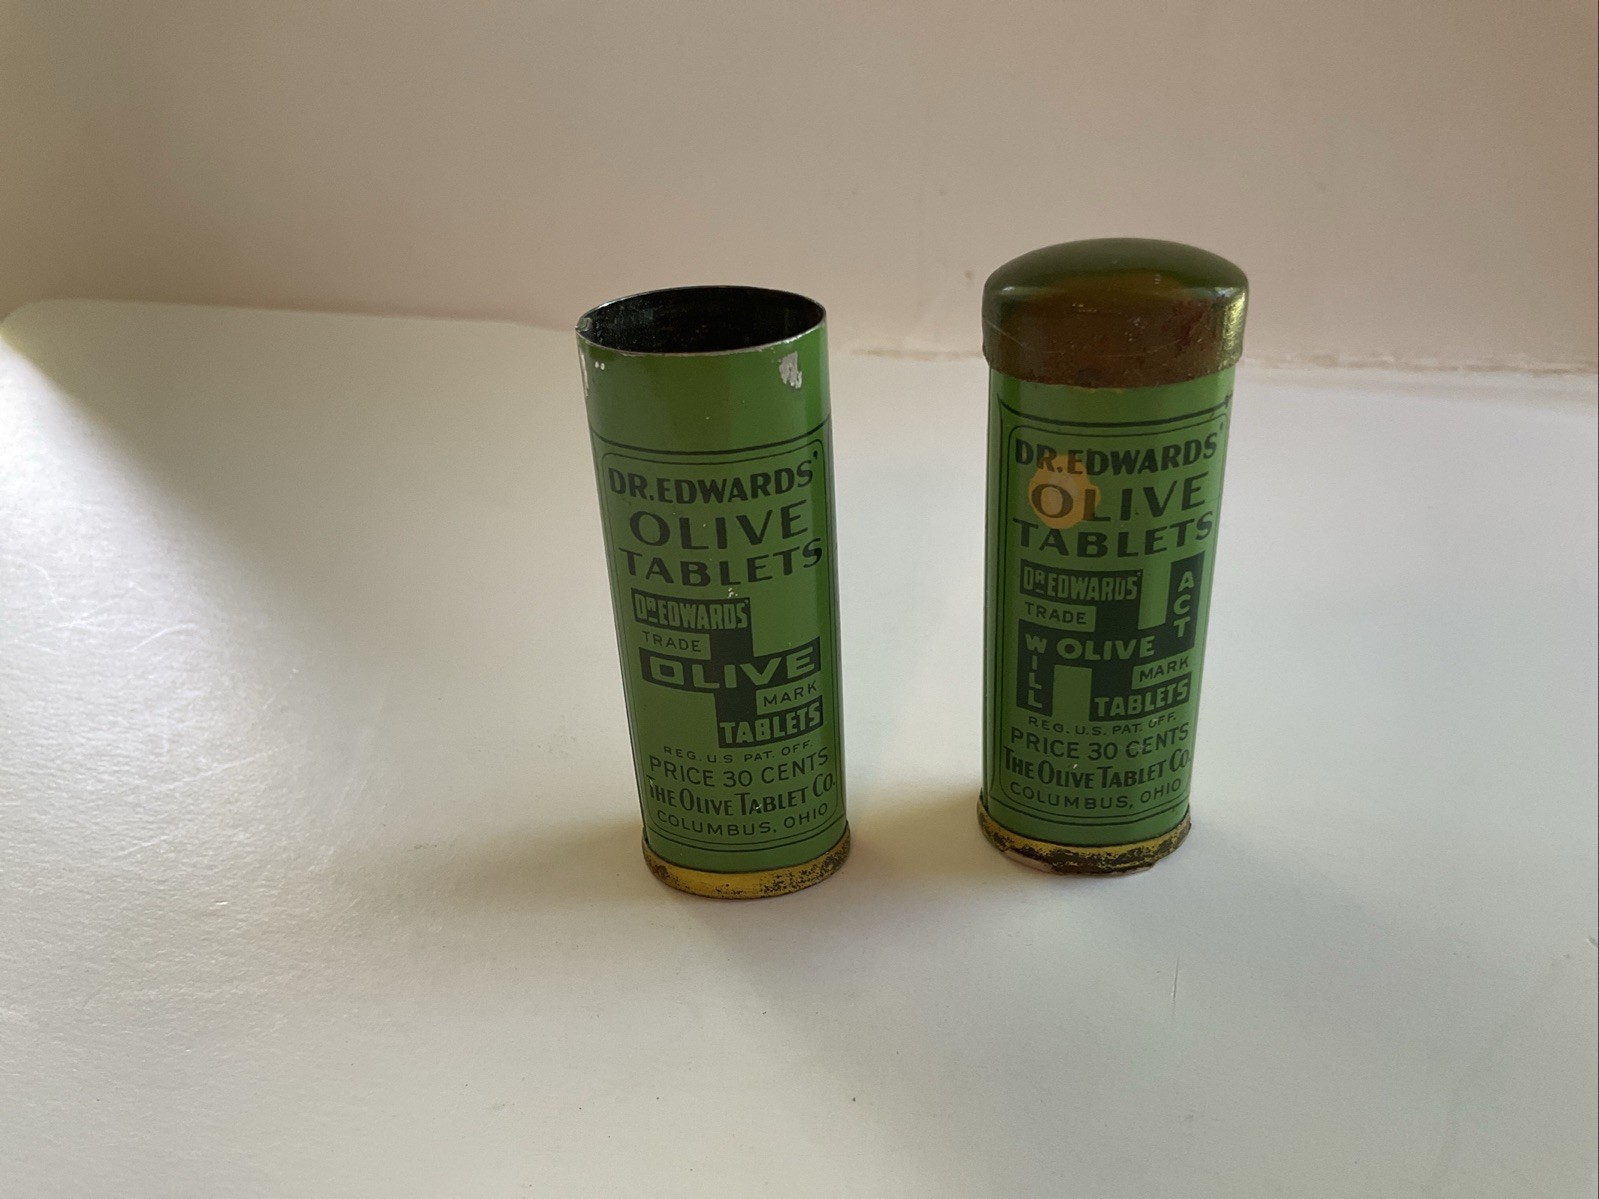 DR. EDWARDS'
OLIVE
TABLETS
DR EDWARDS'
TRADE
OLIVE
MARK
TABLETS
REG. U S PAT. OFF
PRICE 30 CENTS
THE OLIVE TABLET CO.
COLUMBUS, OHIO
DR. EDWARDS'
OLIVE
TABLETS
DR EDWARDS'
TRADE
WILL
OLIVE
ACT
MARK
TABLETS
REG. U.S. PAT. OFF.
PRICE 30 CENTS
THE OLIVE TABLET CO.
COLUMBUS, OHIO